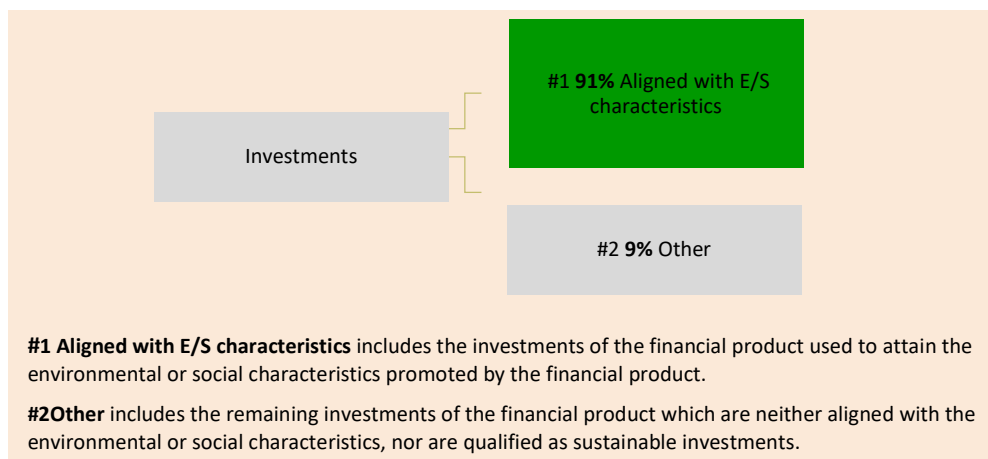 #1 91% Aligned with E/S
characteristics
Investments
#2 9% Other
#1 Aligned with E/S characteristics includes the investments of the financial product used to attain the
environmental or social characteristics promoted by the financial product.
#2Other includes the remaining investments of the financial product which are neither aligned with the
environmental or social characteristics, nor are qualified as sustainable investments.